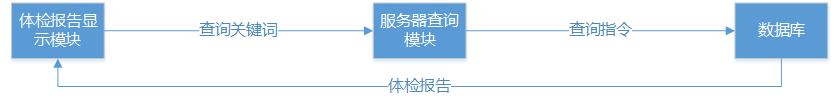 体检报告显
示模块
查询关键词
服务器查询
模块
查询指令
数据库
体检报告